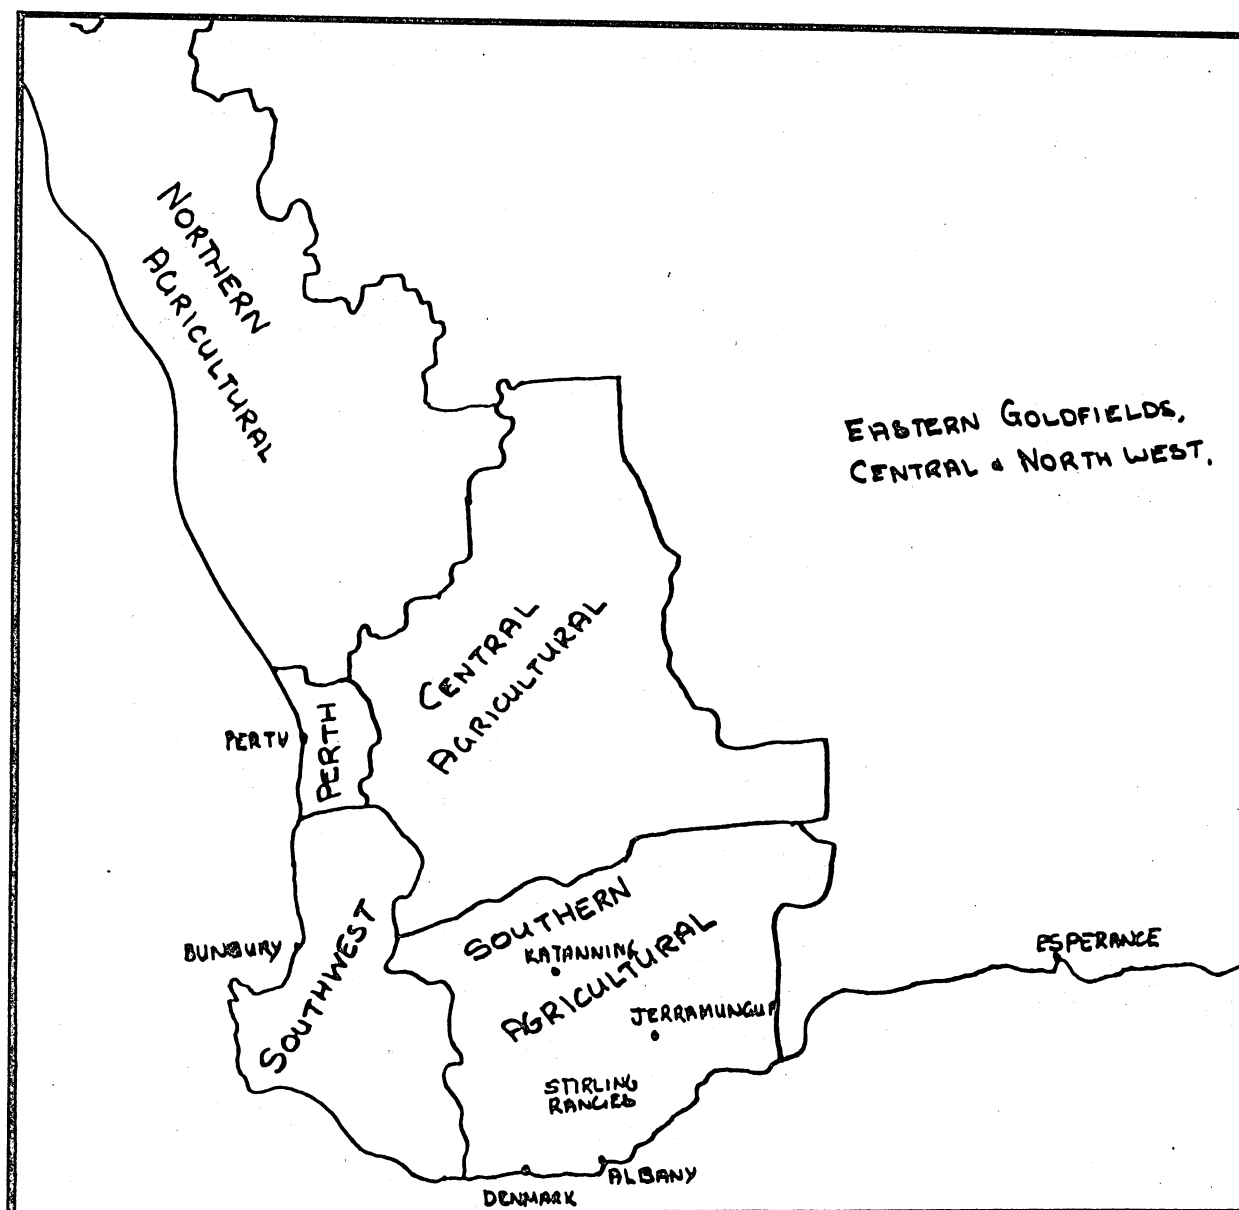 NORTHERN
AGRICULTURAL
EASTERN GOLDFIELDS,
CENTRAL & NORTH WEST.
CENTRAL
AGRICULTURAL
PERTH
PERTH
SOUTHERN
KATANNING
AGRICULTURAL
BUNBURY
SOUTHWEST
ESPERANCE
JERRAMUNGUP
STIRLING
RANGES
ALBANY
DENMARK